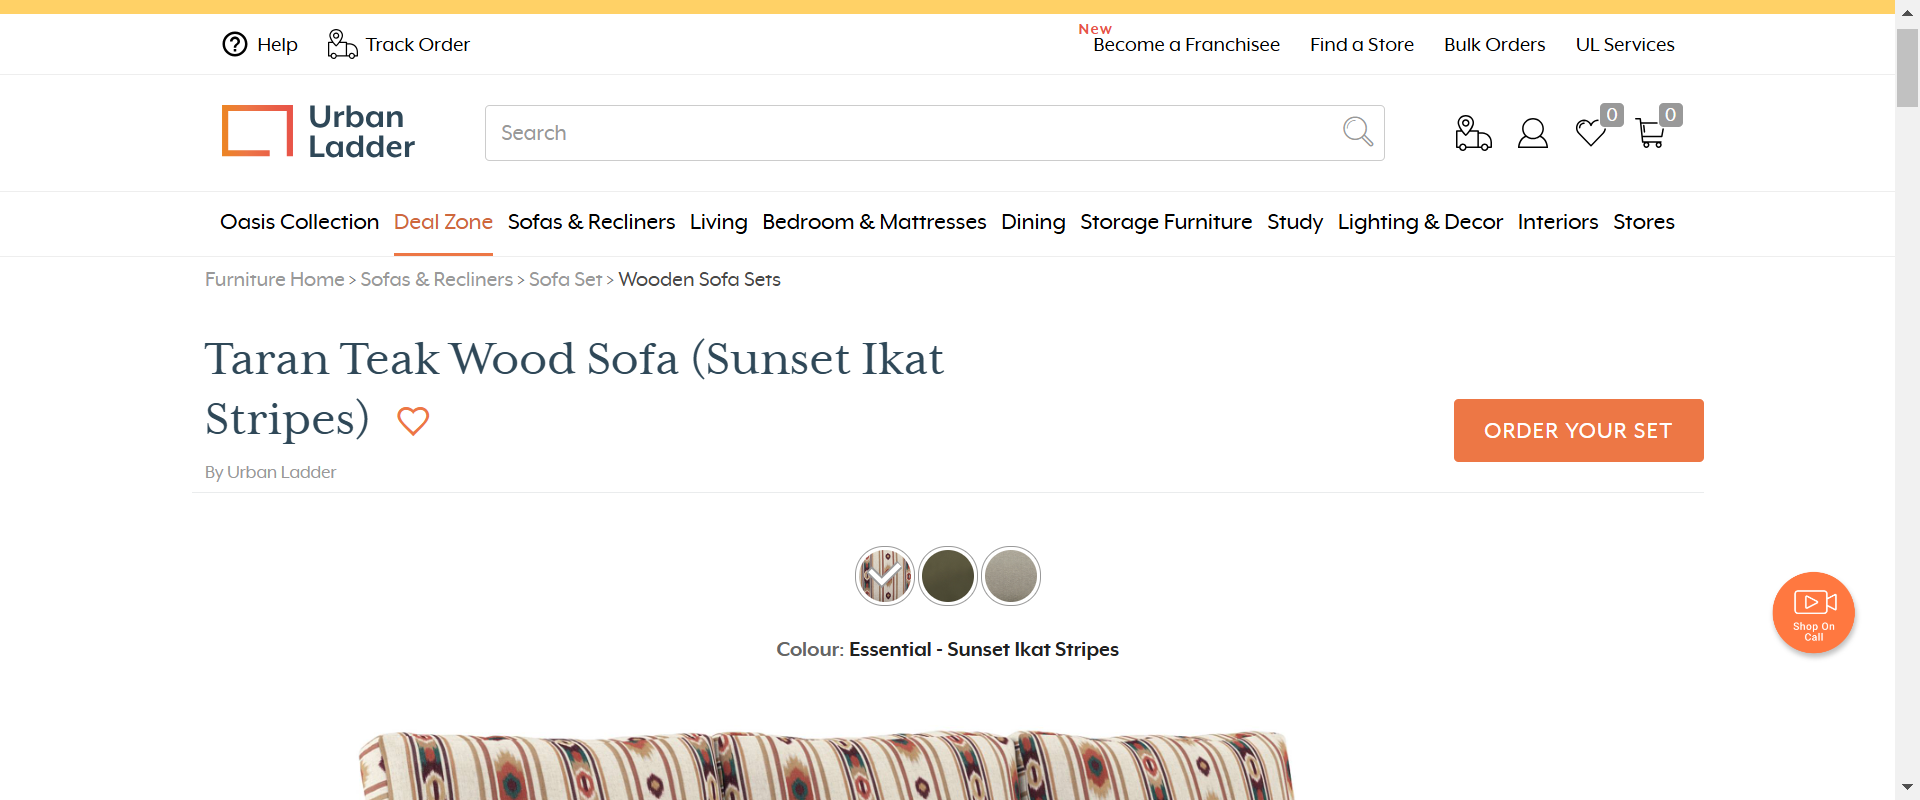 Help
Track Order
New
Become a Franchisee
Find a Store
Bulk Orders
UL Services
Urban
Ladder
Search
0
0
Oasis Collection
Deal Zone
Sofas & Recliners
Living
Bedroom & Mattresses
Dining
Storage Furniture
Study
Lighting & Decor
Interiors
Stores
Furniture Home > Sofas & Recliners > Sofa Set > Wooden Sofa Sets
Taran Teak Wood Sofa (Sunset Ikat
Stripes)
ORDER YOUR SET
By Urban Ladder
Shop On
Call
Colour: Essential - Sunset Ikat Stripes